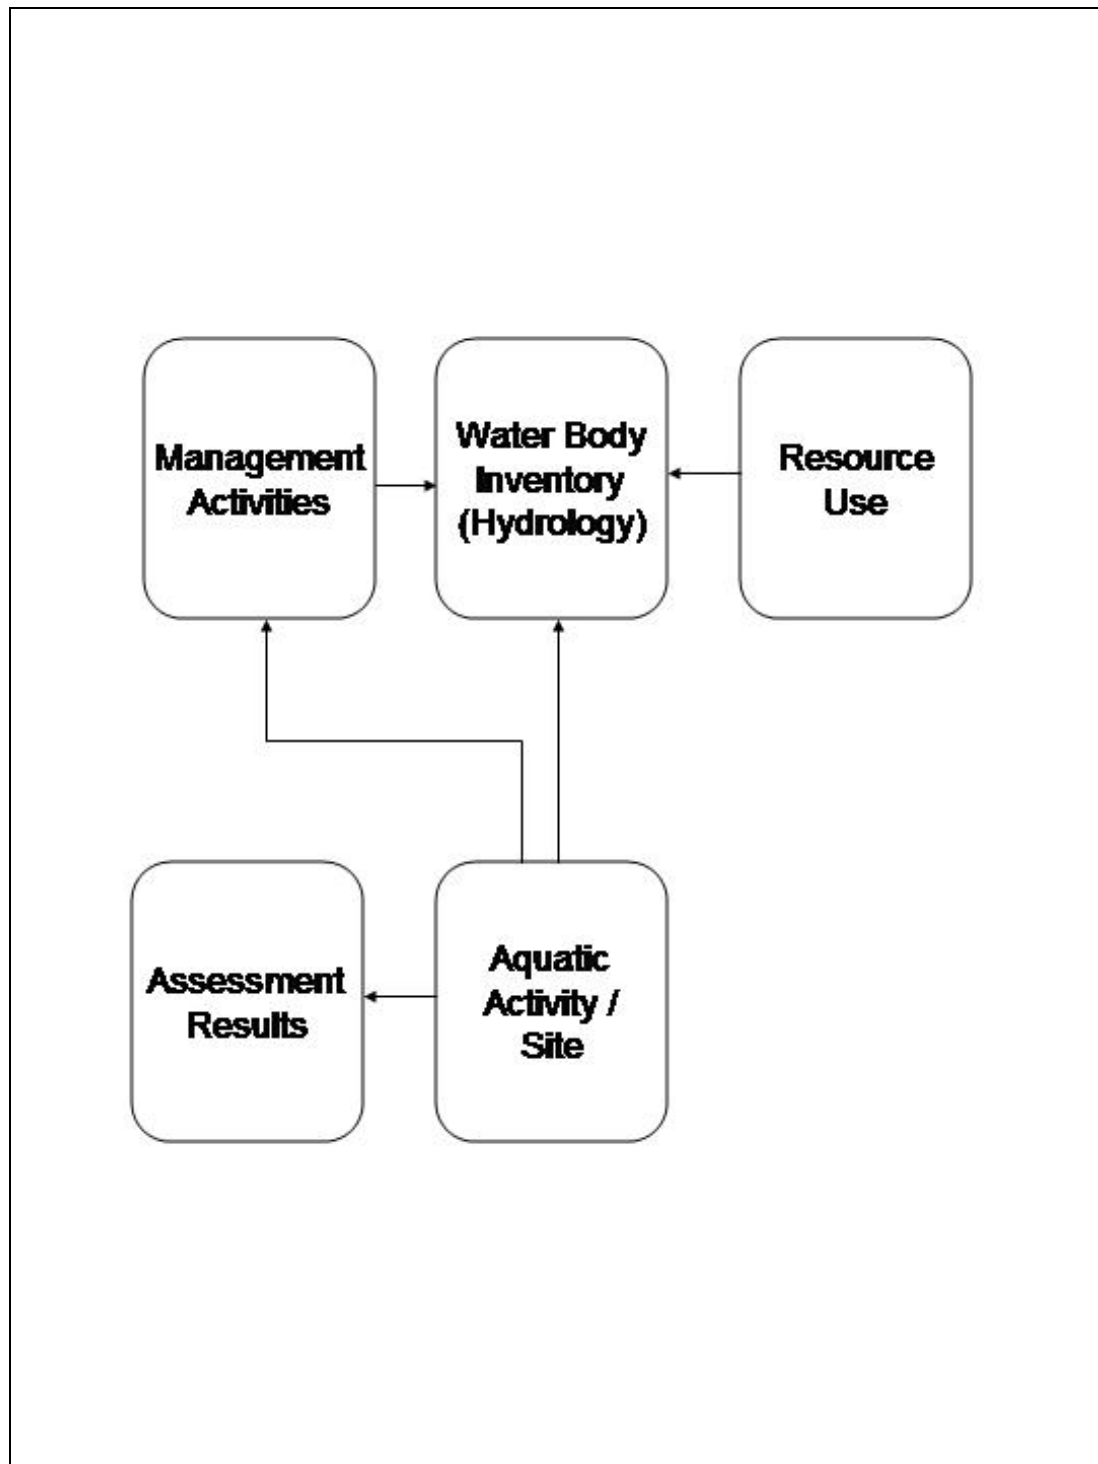 Management
Activities
Water Body
Inventory
(Hydrology)
Resource
Use
Assessment
Results
Aquatic
Activity /
Site